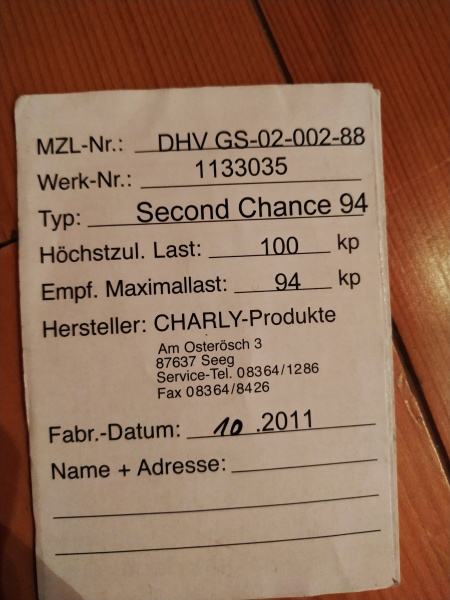 MZL-Nr.: DHV GS-02-002-88
Werk-Nr.: 1133035
Typ: Second Chance 94
Höchstzul. Last: 100 kp
Empf. Maximallast: 94 kp
Hersteller: CHARLY-Produkte
Am Osterösch 3
87637 Seeg
Service-Tel. 08364/1286
Fax 08364/8426
Fabr.-Datum: 10 .2011
Name + Adresse: